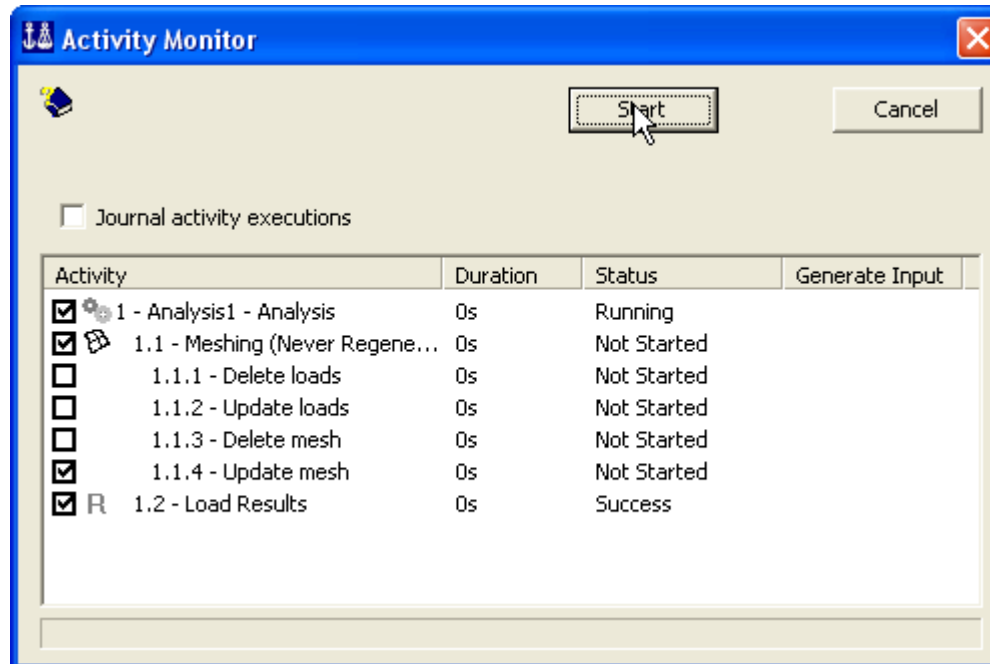 Activity Monitor
Start Cancel
Journal activity executions
Activity Duration Status Generate Input
1 - Analysis1 - Analysis 0s Running
1.1 - Meshing (Never Regene... 0s Not Started
1.1.1 - Delete loads 0s Not Started
1.1.2 - Update loads 0s Not Started
1.1.3 - Delete mesh 0s Not Started
1.1.4 - Update mesh 0s Not Started
R 1.2 - Load Results 0s Success